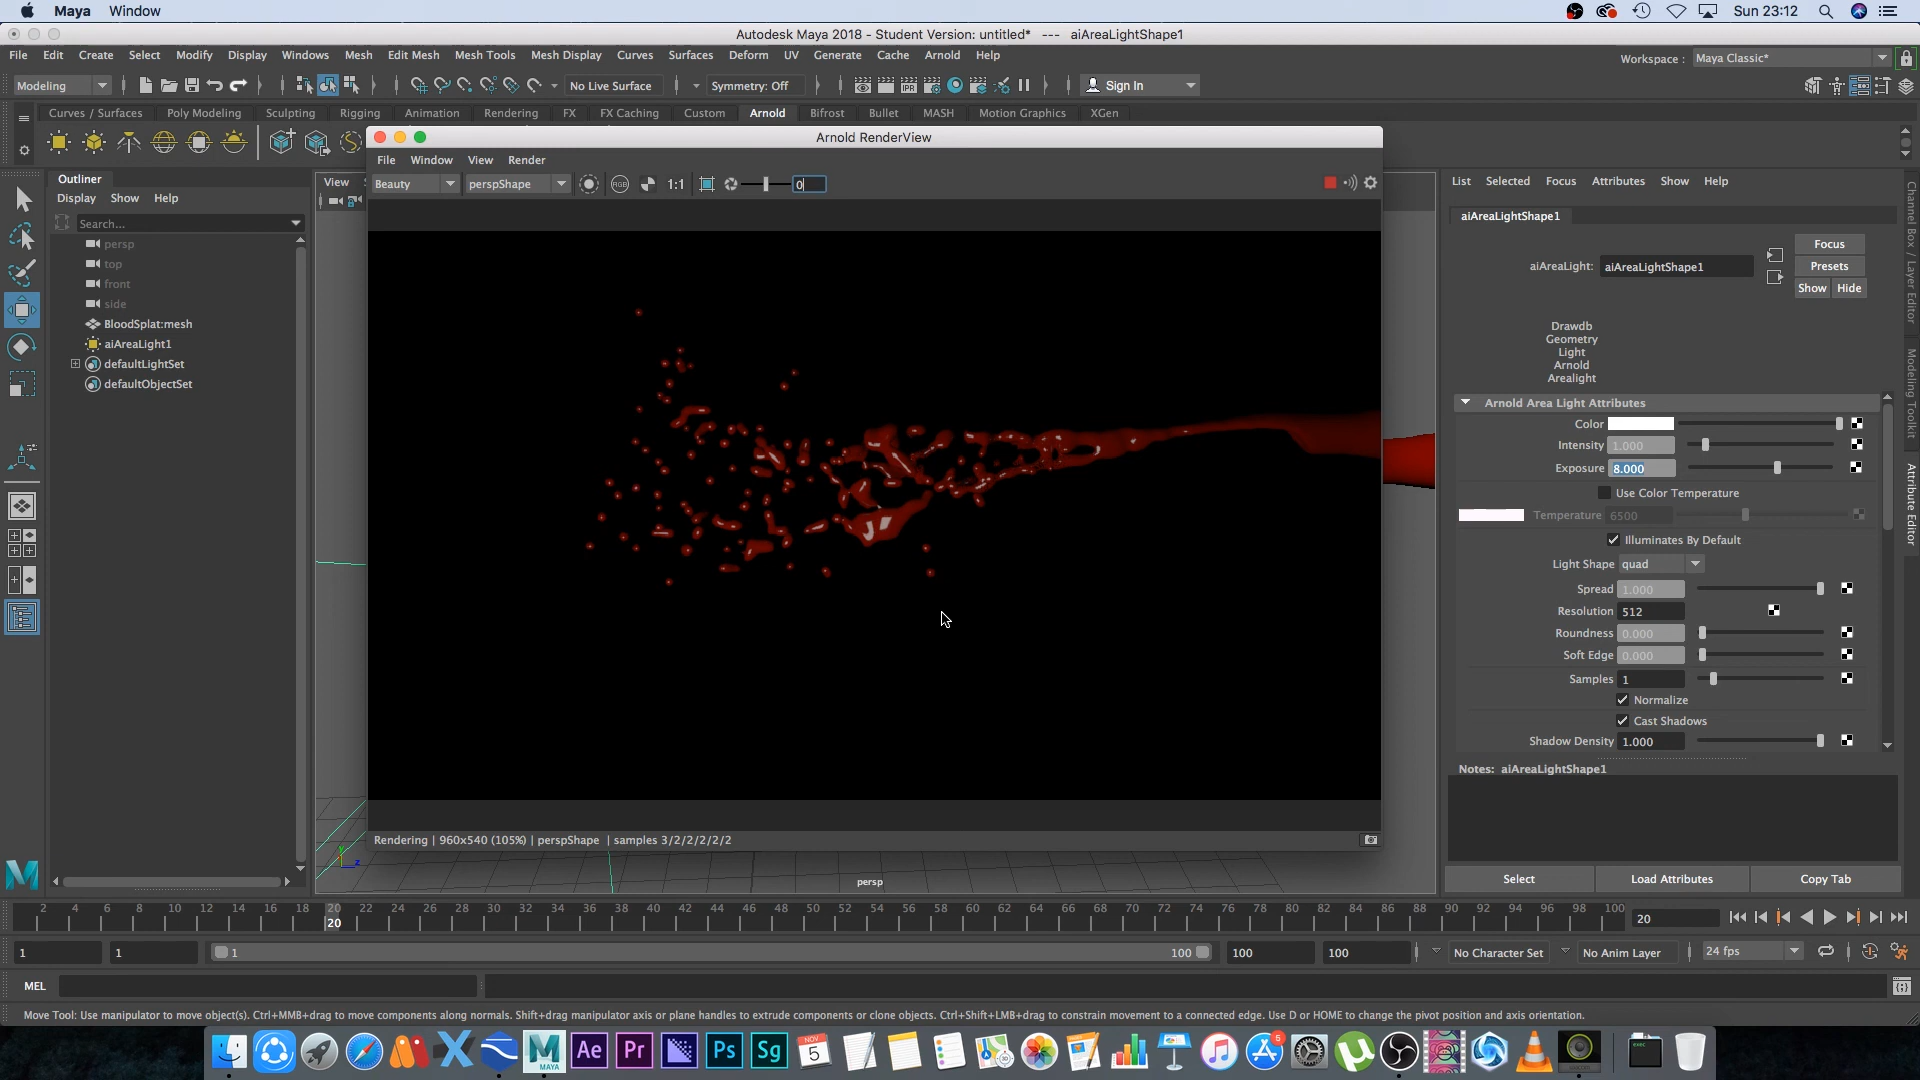 Maya Window
Sun 23:12
Autodesk Maya 2018 - Student Version: untitled* --- aiAreaLightShape1
File Edit Create Select Modify Display Windows Mesh Edit Mesh Mesh Tools Mesh Display Curves Surfaces Deform UV Generate Cache Arnold Help
Workspace : Maya Classic*
Modeling
No Live Surface
Symmetry: Off
IPR
Sign In
Curves / Surfaces Poly Modeling Sculpting Rigging Animation Rendering FX FX Caching Custom Arnold Bifrost Bullet MASH Motion Graphics XGen
Arnold RenderView
File Window View Render
Beauty perspShape RGB 1:1 0
Outliner
Display Show Help
Search...
persp
top
front
side
BloodSplat:mesh
aiAreaLight1
defaultLightSet
defaultObjectSet
View
Rendering | 960x540 (105%) | perspShape | samples 3/2/2/2/2/2
persp
List Selected Focus Attributes Show Help
aiAreaLightShape1
aiAreaLight: aiAreaLightShape1
Focus
Presets
Show Hide
Drawdb
Geometry
Light
Arnold
Arealight
Arnold Area Light Attributes
Color
Intensity 1.000
Exposure 8.000
Use Color Temperature
Temperature 6500
Illuminates By Default
Light Shape quad
Spread 1.000
Resolution 512
Roundness 0.000
Soft Edge 0.000
Samples 1
Normalize
Cast Shadows
Shadow Density 1.000
Notes: aiAreaLightShape1
Select Load Attributes Copy Tab
Channel Box / Layer Editor
Modeling Toolkit
Attribute Editor
2 4 6 8 10 12 14 16 18 20 22 24 26 28 30 32 34 36 38 40 42 44 46 48 50 52 54 56 58 60 62 64 66 68 70 72 74 76 78 80 82 84 86 88 90 92 94 96 98 100
20
20
1 1 1 100 100 100 No Character Set No Anim Layer 24 fps
MEL
Move Tool: Use manipulator to move object(s). Ctrl+MMB+drag to move components along normals. Shift+drag manipulator axis or plane handles to extrude components or clone objects. Ctrl+Shift+LMB+drag to constrain movement to a connected edge. Use D or HOME to change the pivot position and axis orientation.
M MAYA Ae Pr Ps Sg NOV 5 5 exec